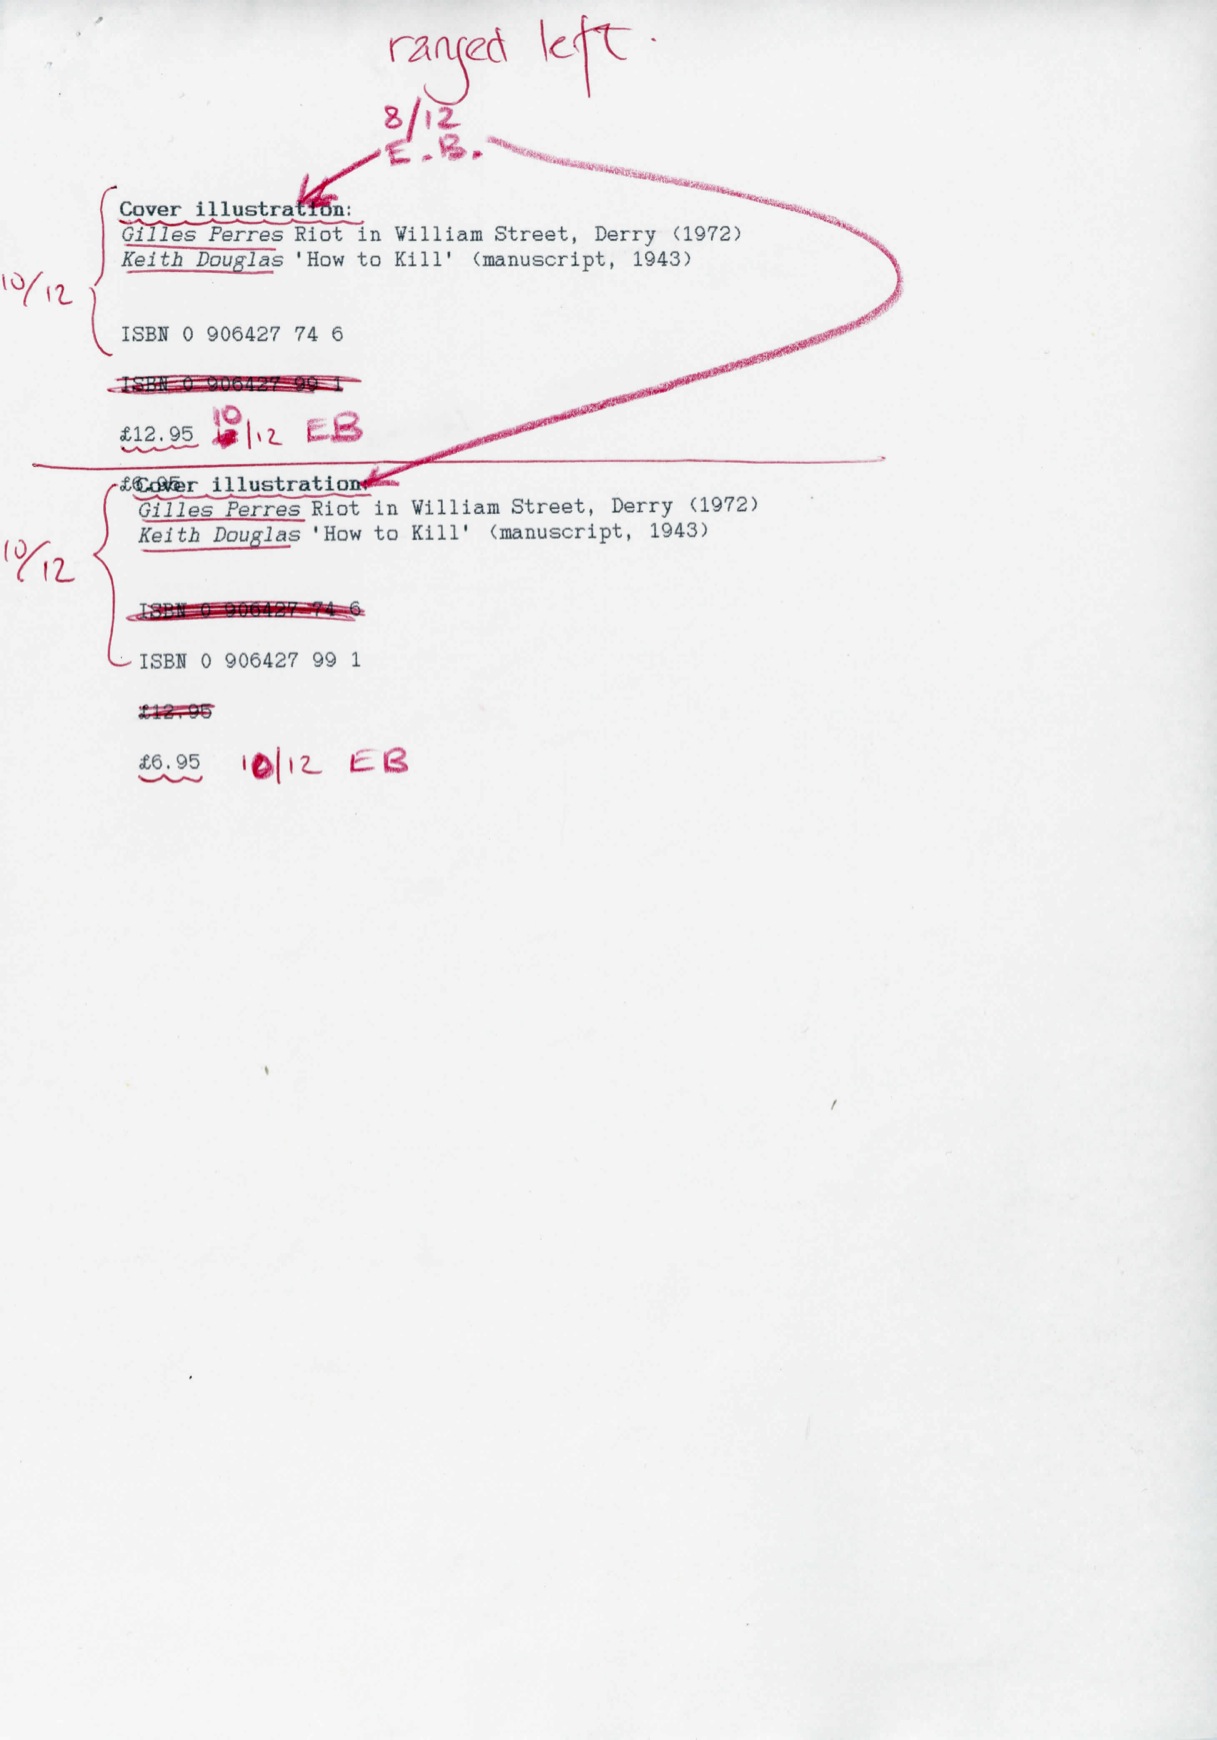 ranged left.
8/12
E.B.
Cover illustration:
Gilles Perres Riot in William Street, Derry (1972)
Keith Douglas 'How to Kill' (manuscript, 1943)
10/12
ISBN 0 906427 74 6
ISBN 0 906427 99 1
£12.95 10/12 EB
£6.95
Cover illustration:
Gilles Perres Riot in William Street, Derry (1972)
Keith Douglas 'How to Kill' (manuscript, 1943)
10/12
ISBN 0 906427 74 6
ISBN 0 906427 99 1
£12.95
£6.95 10/12 EB